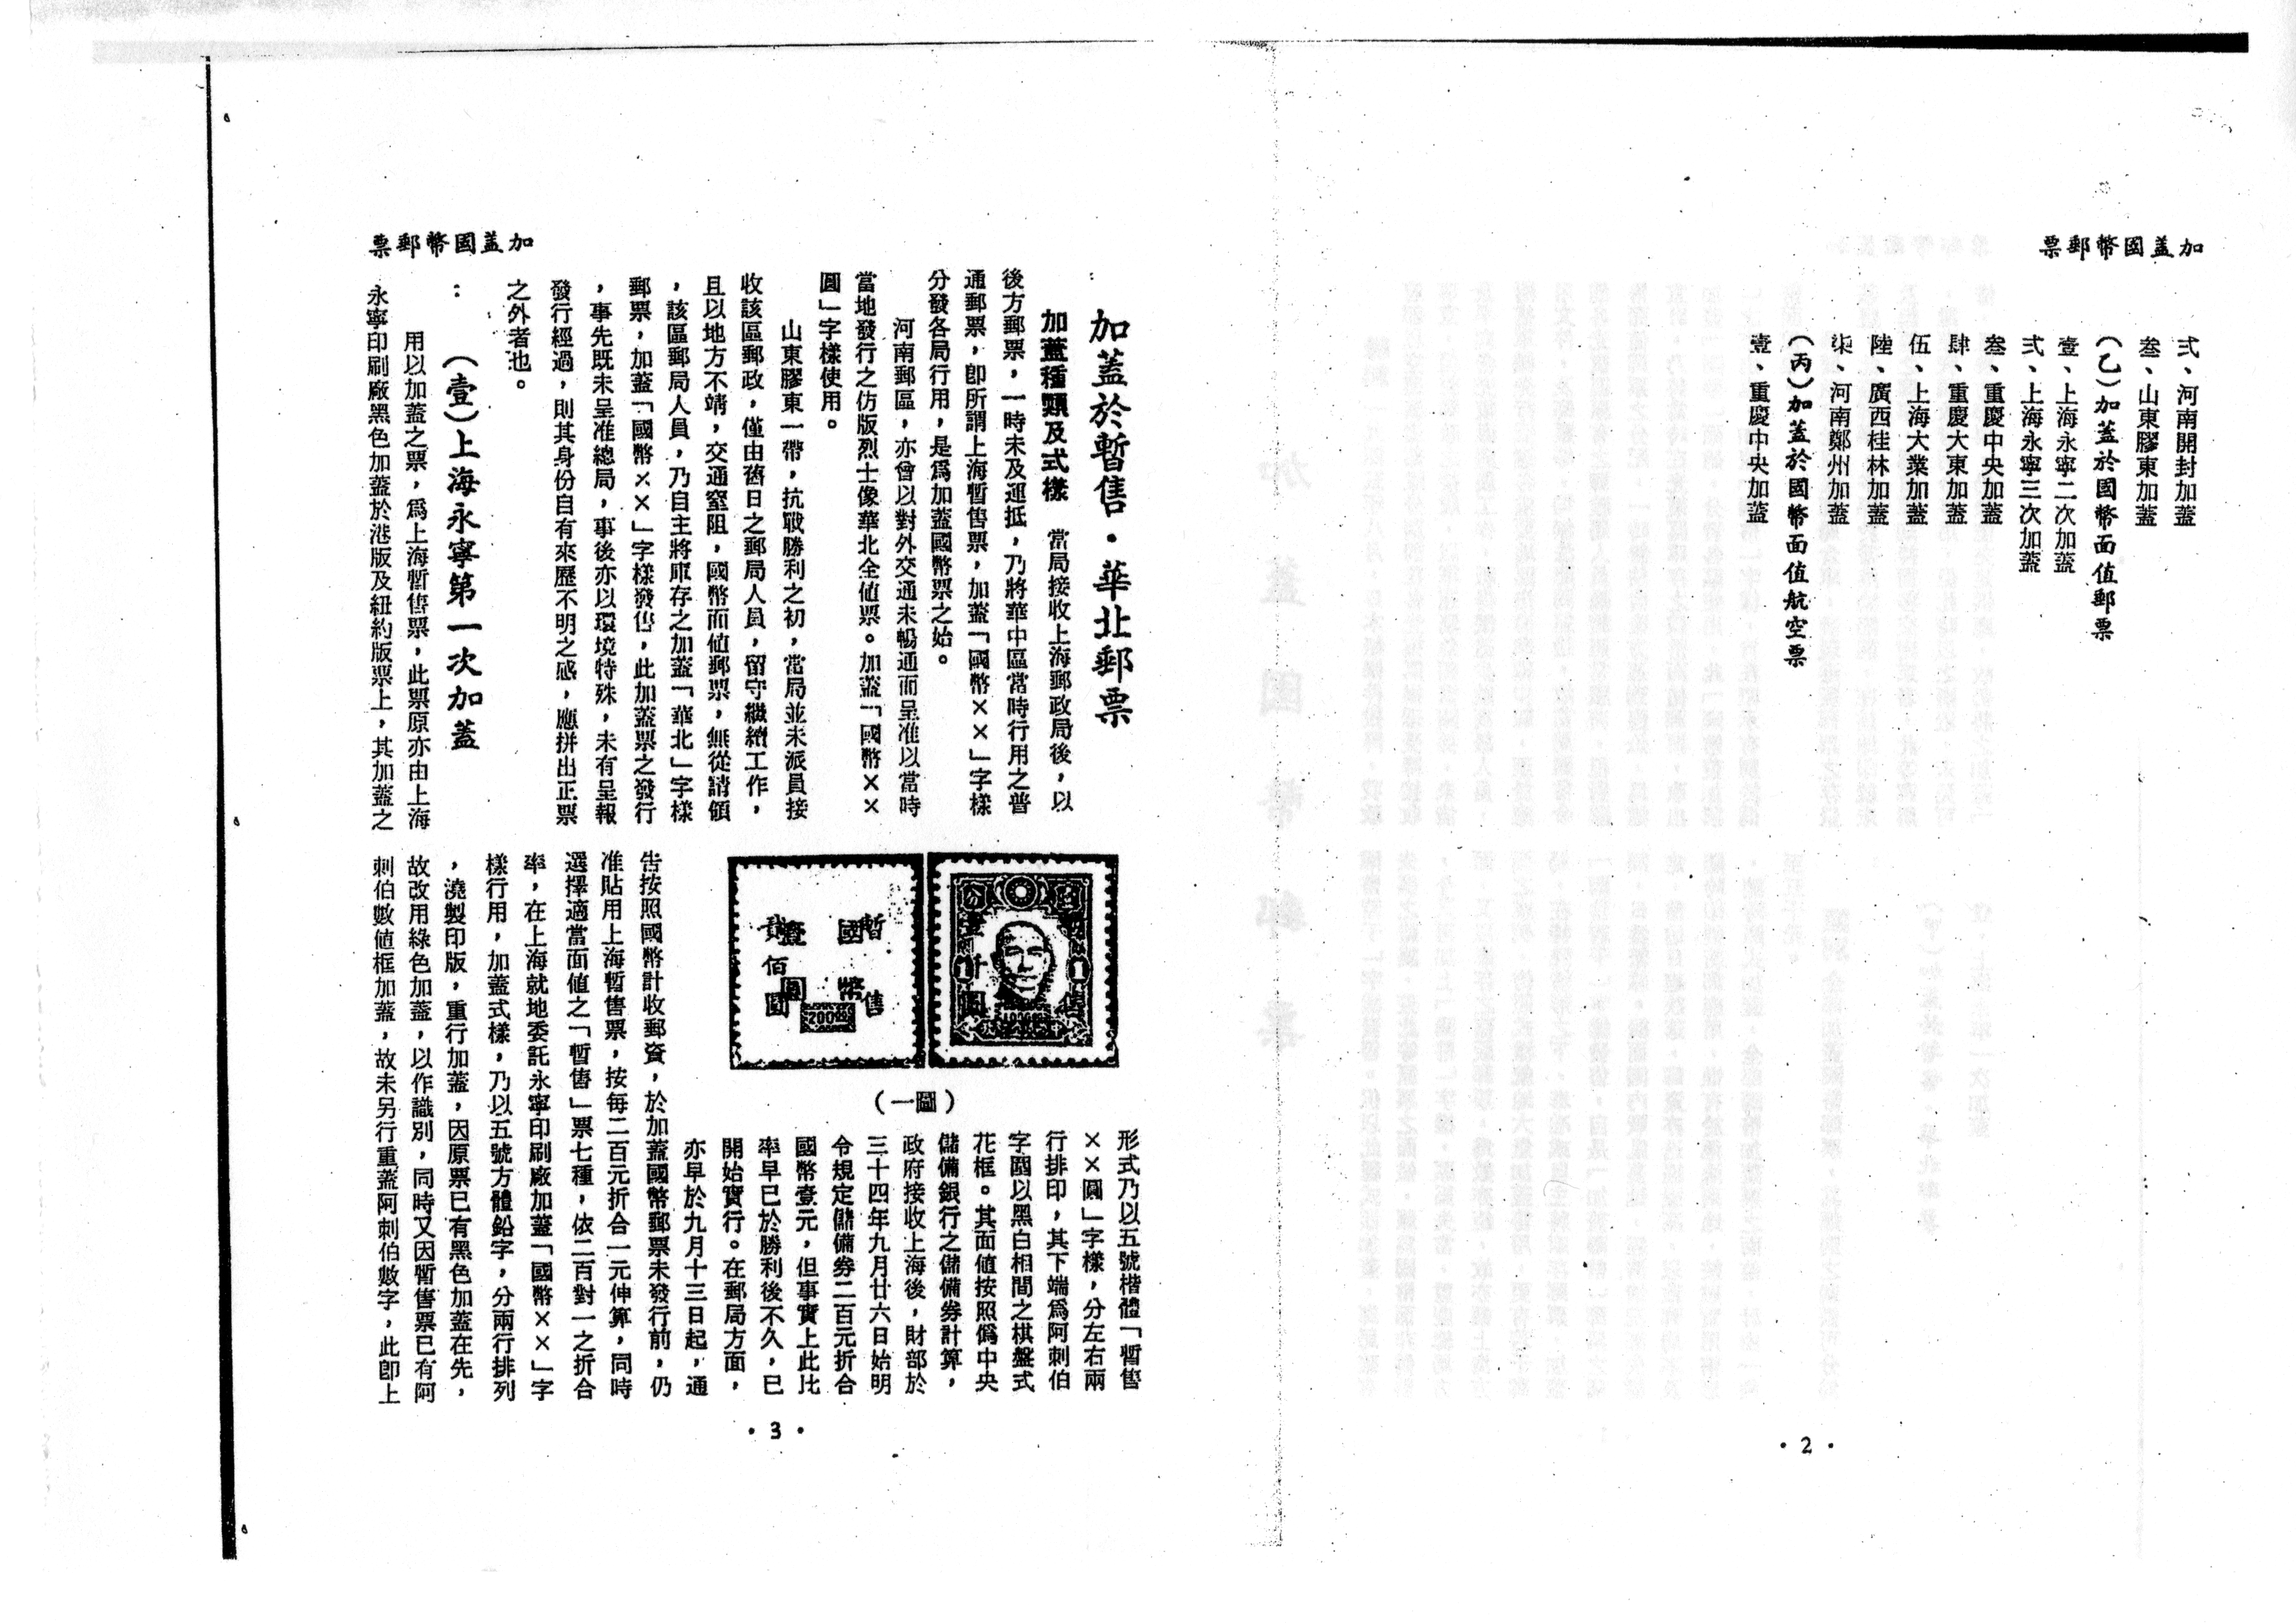 加蓋國幣郵票
弍、河南開封加蓋
叁、山東膠東加蓋
（乙）加蓋於國幣面值郵票
壹、上海永寧二次加蓋
弍、上海永寧三次加蓋
叁、重慶中央加蓋
肆、重慶大東加蓋
伍、上海大業加蓋
陸、廣西桂林加蓋
柒、河南鄭州加蓋
（丙）加蓋於國幣面值航空票
壹、重慶中央加蓋
• 2 •
加蓋國幣郵票
加蓋於暫售・華北郵票
加蓋種類及式樣　當局接收上海郵政局後，以
後方郵票，一時未及運抵，乃將華中區當時行用之普
通郵票，卽所謂上海暫售票，加蓋「國幣××」字樣
分發各局行用，是爲加蓋國幣票之始。
河南郵區，亦曾以對外交通未暢通而呈准以當時
當地發行之仿版烈士像華北全値票。加蓋「國幣××
圓」字樣使用。
山東膠東一帶，抗戰勝利之初，當局並未派員接
收該區郵政，僅由舊日之郵局人員，留守繼續工作，
且以地方不靖，交通窒阻，國幣面値郵票，無從請領
，該區郵局人員，乃自主將庫存之加蓋「華北」字樣
郵票，加蓋「國幣××」字樣發售，此加蓋票之發行
，事先既未呈准總局，事後亦以環境特殊，未有呈報
發行經過，則其身份自有來歷不明之感，應拼出正票
之外者也。
（壹）上海永寧第一次加蓋
用以加蓋之票，爲上海暫售票，此票原亦由上海
永寧印刷廠黑色加蓋於港版及紐約版票上，其加蓋之
暫售
國幣
壹圓
貳佰圓
200
（圖一）
形式乃以五號楷體「暫售
××圓」字樣，分左右兩
行排印，其下端爲阿刺伯
字圍以黑白相間之棋盤式
花框。其面値按照僞中央
儲備銀行之儲備券計算，
政府接收上海後，財部於
三十四年九月廿六日始明
令規定儲備券二百元折合
國幣壹元，但事實上此比
率早已於勝利後不久，已
開始實行。在郵局方面，
亦早於九月十三日起，通
告按照國幣計收郵資，於加蓋國幣郵票未發行前，仍
准貼用上海暫售票，按每二百元折合一元伸算，同時
選擇適當面値之「暫售」票七種，依二百對一之折合
率，在上海就地委託永寧印刷廠加蓋「國幣××」字
樣行用，加蓋式樣，乃以五號方體鉛字，分兩行排列
，澆製印版，重行加蓋，因原票已有黑色加蓋在先，
故改用綠色加蓋，以作識別，同時又因暫售票已有阿
刺伯數値框加蓋，故未另行重蓋阿刺伯數字，此卽上
• 3 •